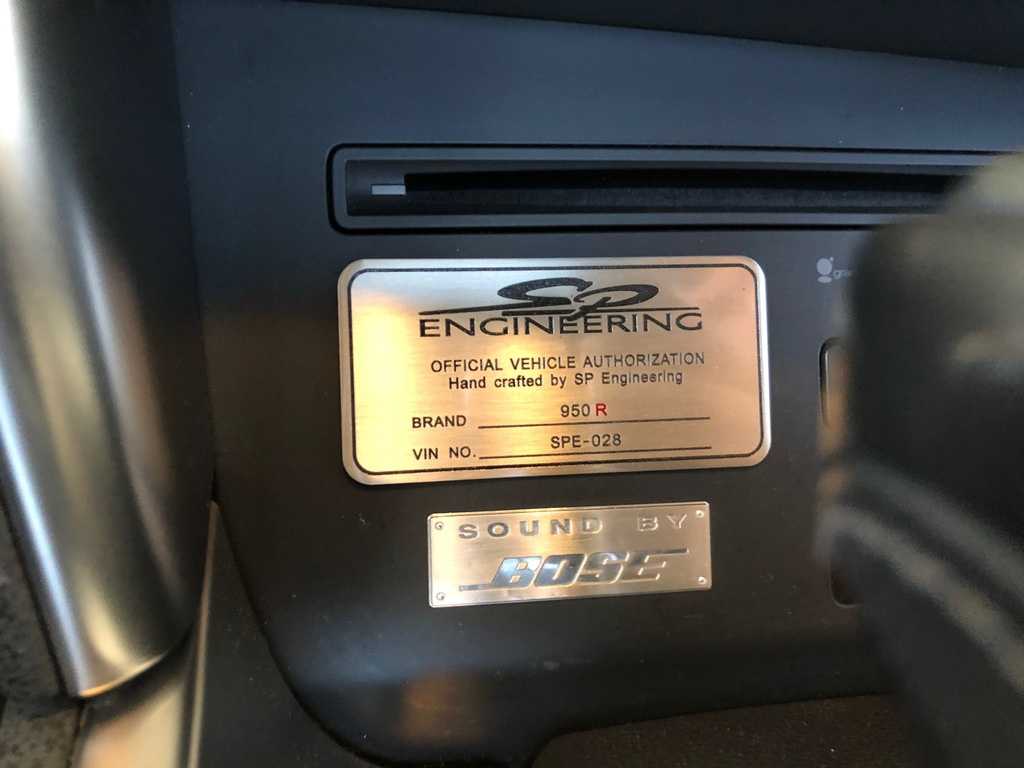 SP
ENGINEERING
OFFICIAL VEHICLE AUTHORIZATION
Hand crafted by SP Engineering
BRAND 950 R
VIN NO. SPE-028
SOUND BY
BOSE